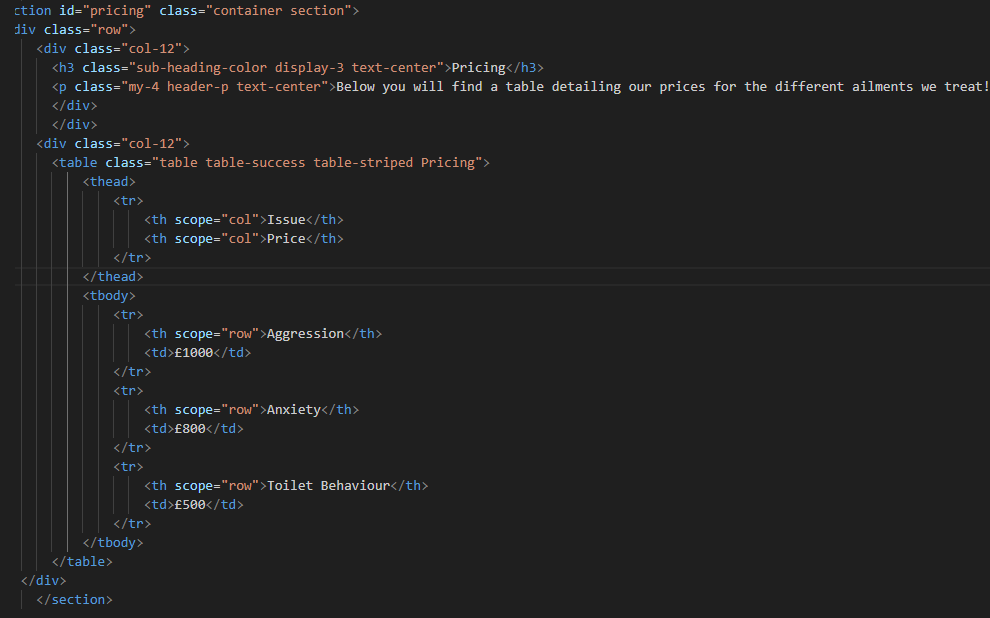 ction id="pricing" class="container section">
div class="row">
<div class="col-12">
<h3 class="sub-heading-color display-3 text-center">Pricing</h3>
<p class="my-4 header-p text-center">Below you will find a table detailing our prices for the different ailments we treat!
</div>
</div>
<div class="col-12">
<table class="table table-success table-striped Pricing">
<thead>
<tr>
<th scope="col">Issue</th>
<th scope="col">Price</th>
</tr>
</thead>
<tbody>
<tr>
<th scope="row">Aggression</th>
<td>£1000</td>
</tr>
<tr>
<th scope="row">Anxiety</th>
<td>£800</td>
</tr>
<tr>
<th scope="row">Toilet Behaviour</th>
<td>£500</td>
</tr>
</tbody>
</table>
</div>
</section>